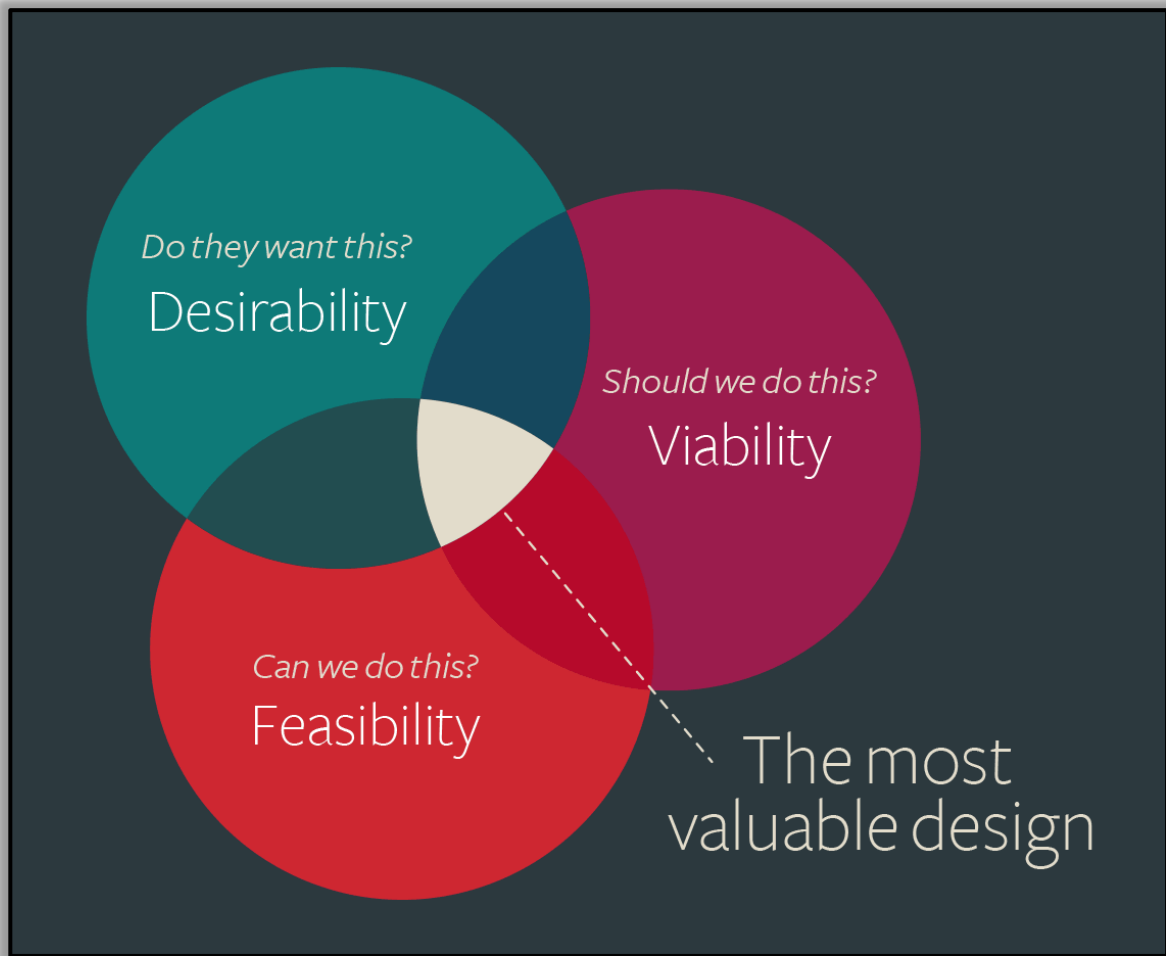 Do they want this?
Desirability
Should we do this?
Viability
Can we do this?
Feasibility
The most
valuable design